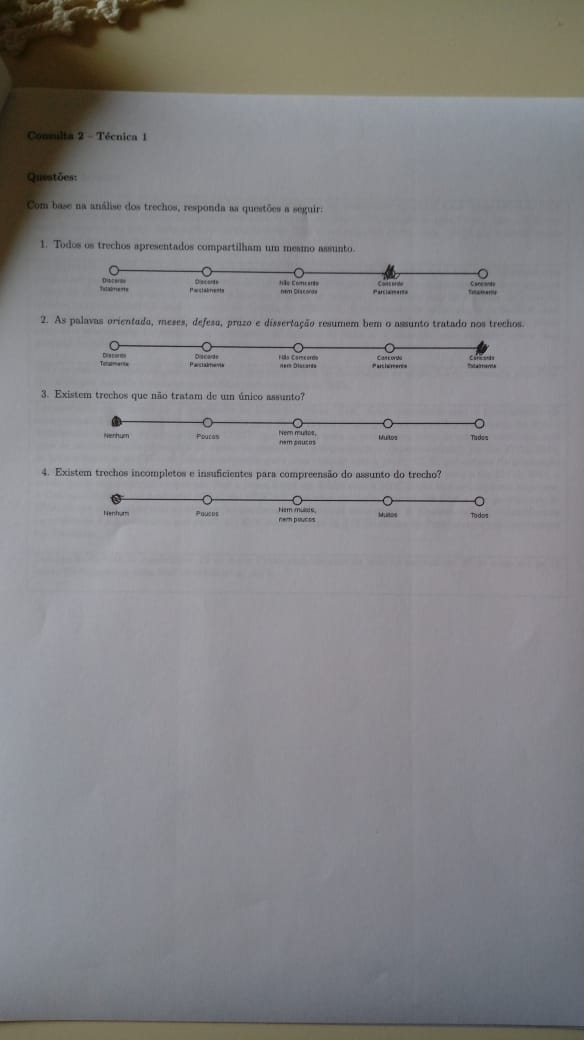 Consulta 2 – Técnica 1
Questões:
Com base na análise dos trechos, responda as questões a seguir:
1. Todos os trechos apresentados compartilham um mesmo assunto.
Discordo Totalmente
Discordo Parcialmente
Não Concordo nem Discordo
Concordo Parcialmente
Concordo Totalmente
2. As palavas orientada, meses, defesa, prazo e dissertação resumem bem o assunto tratado nos trechos.
Discordo Totalmente
Discordo Parcialmente
Não Concordo nem Discordo
Concordo Parcialmente
Concordo Totalmente
3. Existem trechos que não tratam de um único assunto?
Nenhum
Poucos
Nem muitos, nem poucos
Muitos
Todos
4. Existem trechos incompletos e insuficientes para compreensão do assunto do trecho?
Nenhum
Poucos
Nem muitos, nem poucos
Muitos
Todos